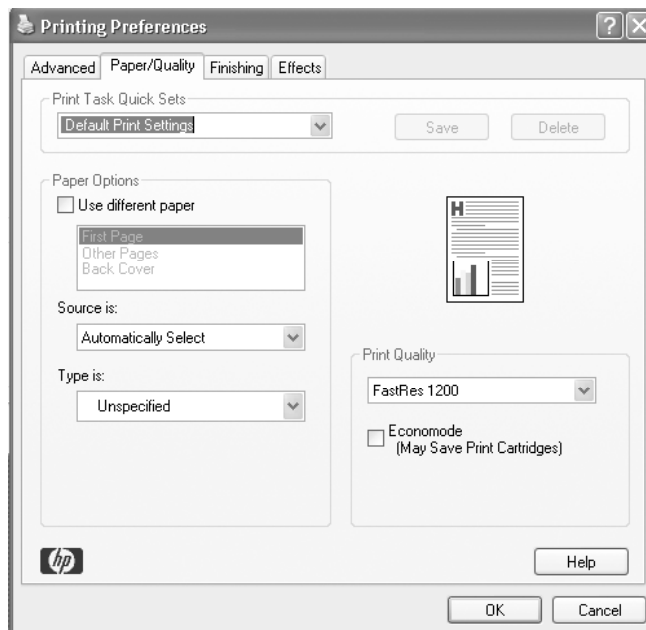 Printing Preferences
Advanced Paper/Quality Finishing Effects
Print Task Quick Sets
Default Print Settings
Save Delete
Paper Options
Use different paper
First Page
Other Pages
Back Cover
Source is:
Automatically Select
Type is:
Unspecified
H
Print Quality
FastRes 1200
Economode
(May Save Print Cartridges)
hp
Help
OK Cancel